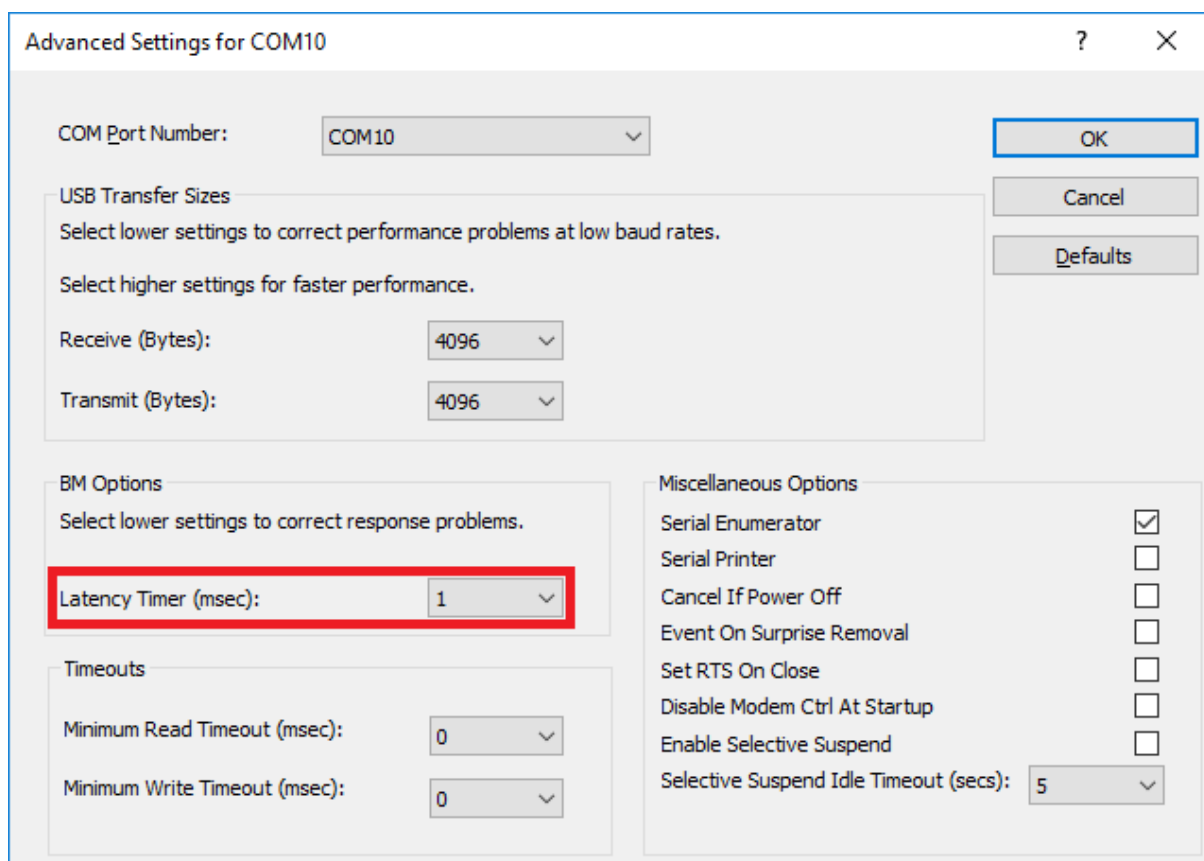 Advanced Settings for COM10
COM Port Number: COM10
OK
USB Transfer Sizes
Cancel
Select lower settings to correct performance problems at low baud rates.
Defaults
Select higher settings for faster performance.
Receive (Bytes): 4096
Transmit (Bytes): 4096
BM Options
Select lower settings to correct response problems.
Latency Timer (msec): 1
Timeouts
Minimum Read Timeout (msec): 0
Minimum Write Timeout (msec): 0
Miscellaneous Options
Serial Enumerator
Serial Printer
Cancel If Power Off
Event On Surprise Removal
Set RTS On Close
Disable Modem Ctrl At Startup
Enable Selective Suspend
Selective Suspend Idle Timeout (secs): 5